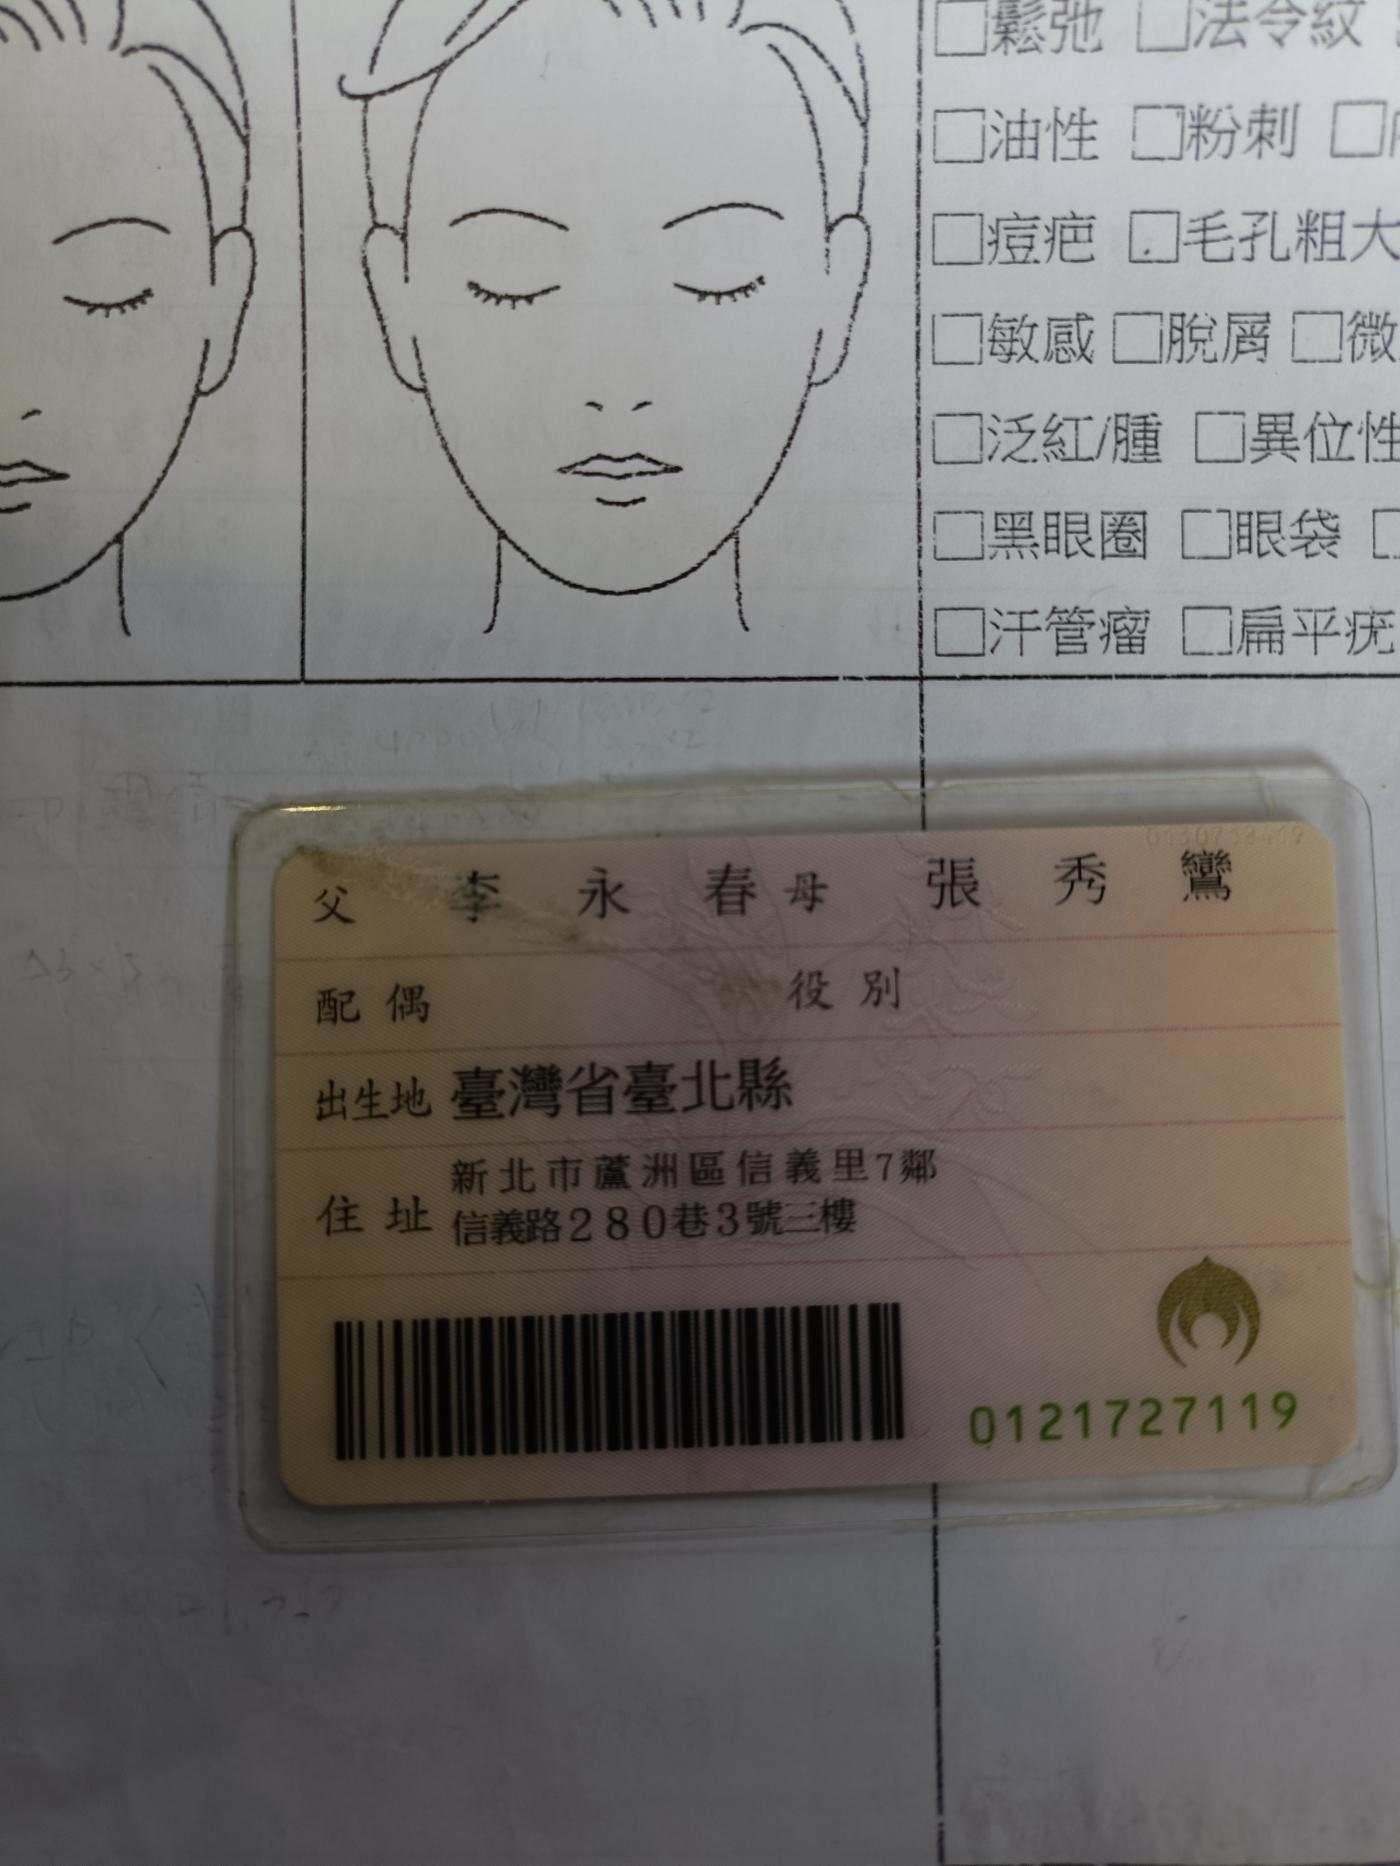 □鬆弛 □法令紋
□油性 □粉刺 □
□痘疤 □毛孔粗大
□敏感 □脫屑 □微
□泛紅/腫 □異位性
□黑眼圈 □眼袋 □
□汗管瘤 □扁平疣
父 李永春 母 張秀鸞
配偶 役別
出生地 臺灣省臺北縣
住址 新北市蘆洲區信義里7鄰
信義路280巷3號三樓
0121727119